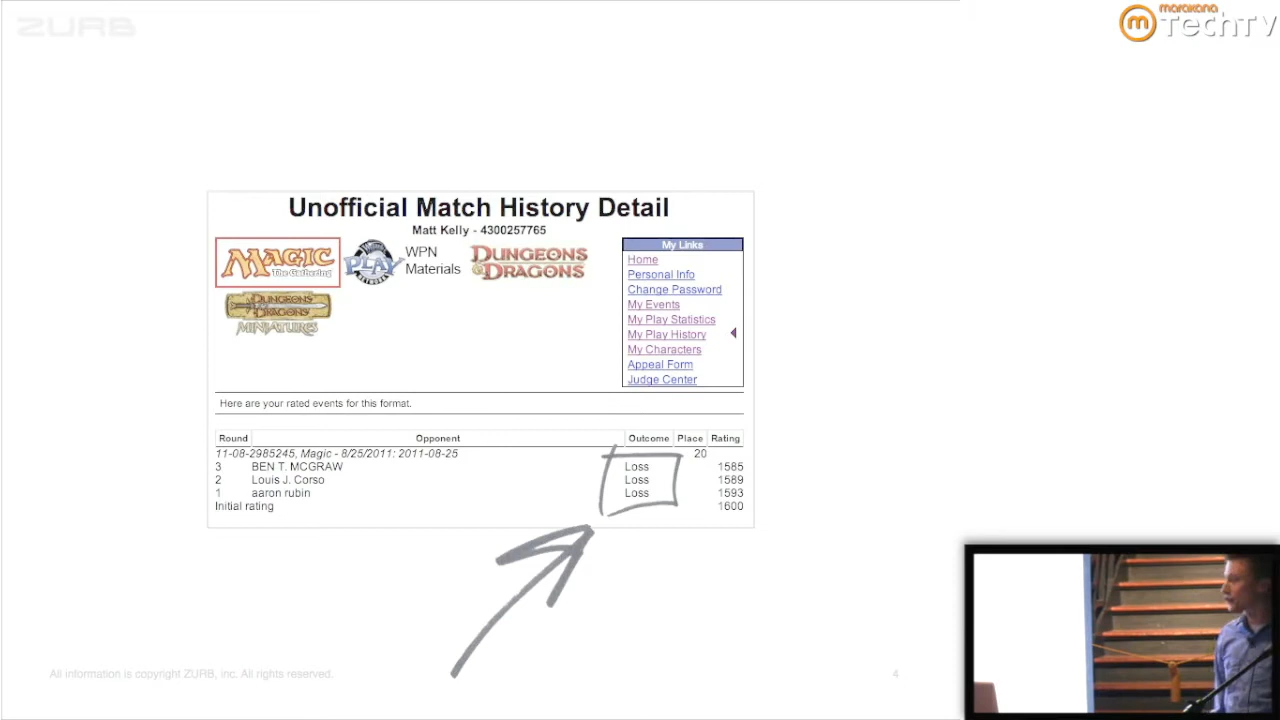 ZURB
marakana
m TechTV
Unofficial Match History Detail
Matt Kelly - 4300257765
MAGIC
The Gathering
PLAY
NETWORK
WPN
Materials
DUNGEONS
& DRAGONS
DUNGEONS & DRAGONS
MINIATURES
My Links
Home
Personal Info
Change Password
My Events
My Play Statistics
My Play History
My Characters
Appeal Form
Judge Center
Here are your rated events for this format.
Round Opponent Outcome Place Rating
11-08-2985245, Magic - 8/25/2011: 2011-08-25 20
3 BEN T. MCGRAW Loss 1585
2 Louis J. Corso Loss 1589
1 aaron rubin Loss 1593
Initial rating 1600
All information is copyright ZURB, inc. All rights reserved.
4